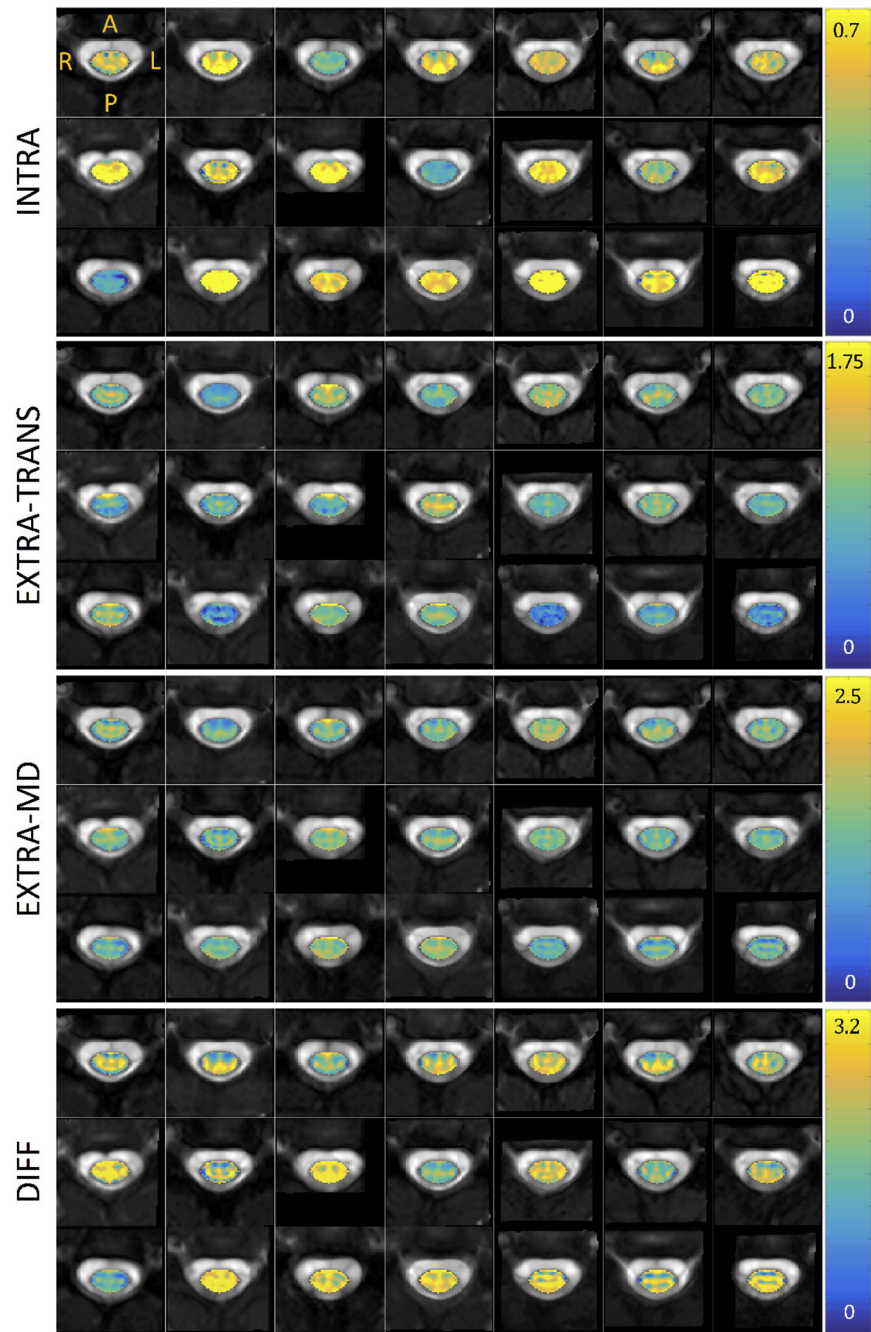 A
R
L
P
INTRA
0.7
0
EXTRA-TRANS
1.75
0
EXTRA-MD
2.5
0
DIFF
3.2
0